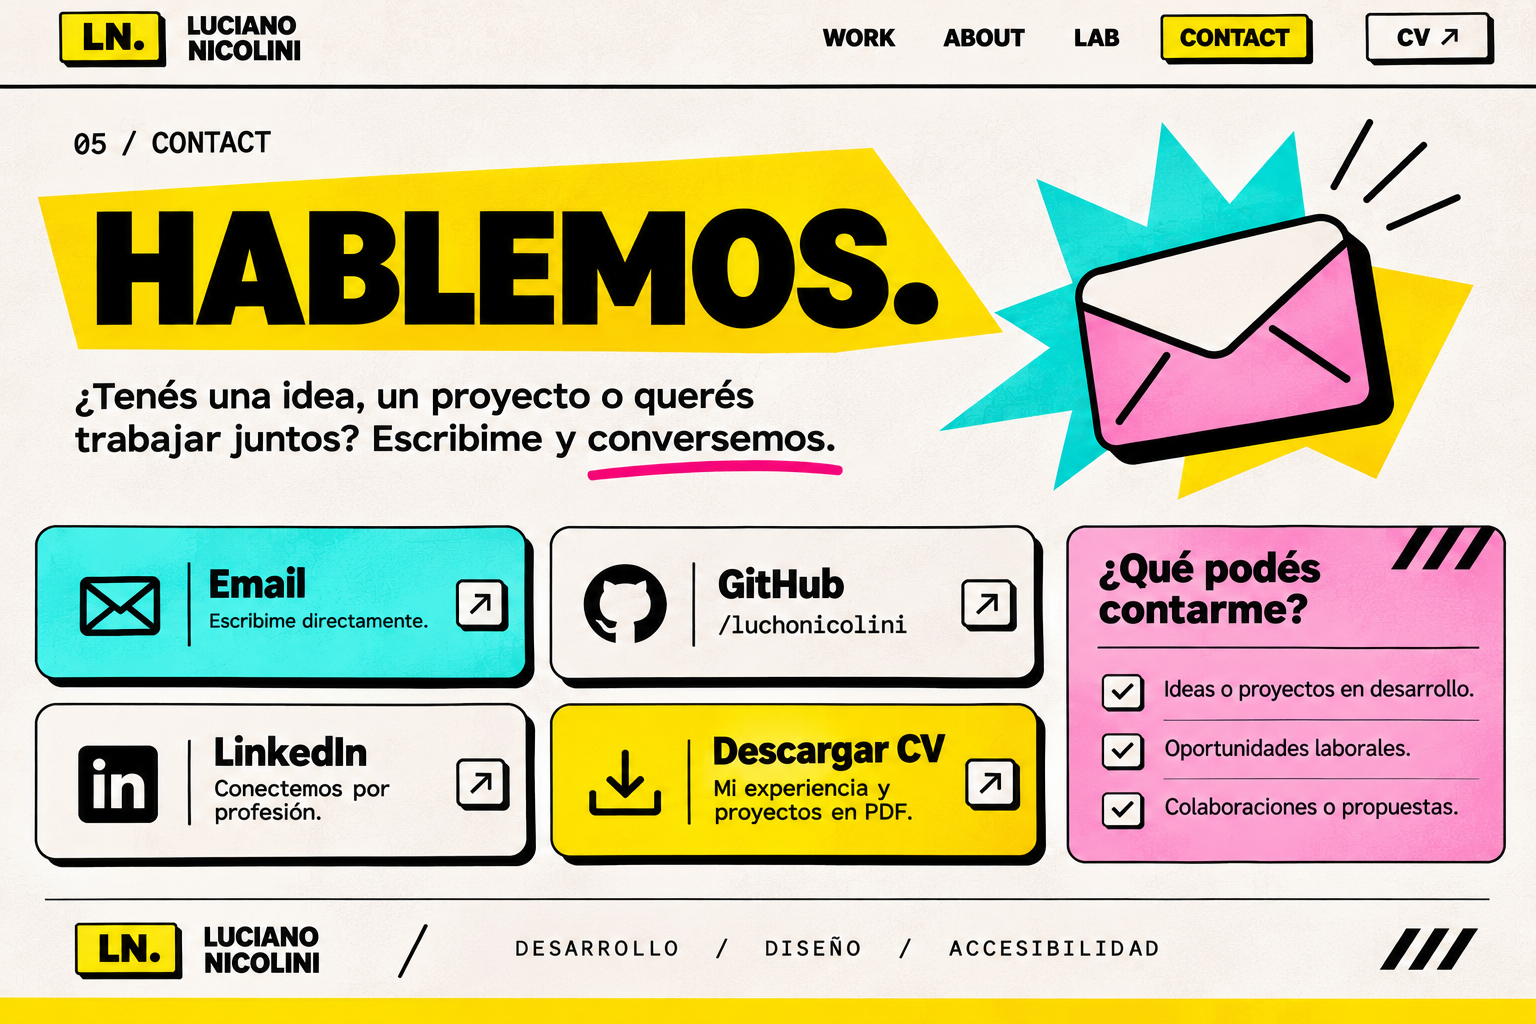 LN.
LUCIANO
NICOLINI
WORK
ABOUT
LAB
CONTACT
CV ↗
05 / CONTACT
HABLEMOS.
¿Tenés una idea, un proyecto o querés
trabajar juntos? Escribime y conversemos.
Email
Escribime directamente.
GitHub
/luchonicolini
in
LinkedIn
Conectemos por
profesión.
Descargar CV
Mi experiencia y
proyectos en PDF.
¿Qué podés
contarme?
Ideas o proyectos en desarrollo.
Oportunidades laborales.
Colaboraciones o propuestas.
LN.
LUCIANO
NICOLINI
/
DESARROLLO / DISEÑO / ACCESIBILIDAD